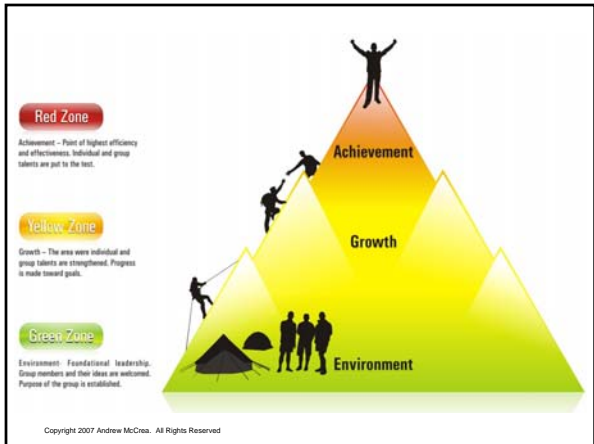 Red Zone
Achievement – Point of highest efficiency
and effectiveness. Individual and group
talents are put to the test.
Yellow Zone
Growth – The area were individual and
group talents are strengthened. Progress
is made toward goals.
Green Zone
Environment- Foundational leadership.
Group members and their ideas are welcomed.
Purpose of the group is established.
Achievement
Growth
Environment
Copyright 2007 Andrew McCrea. All Rights Reserved